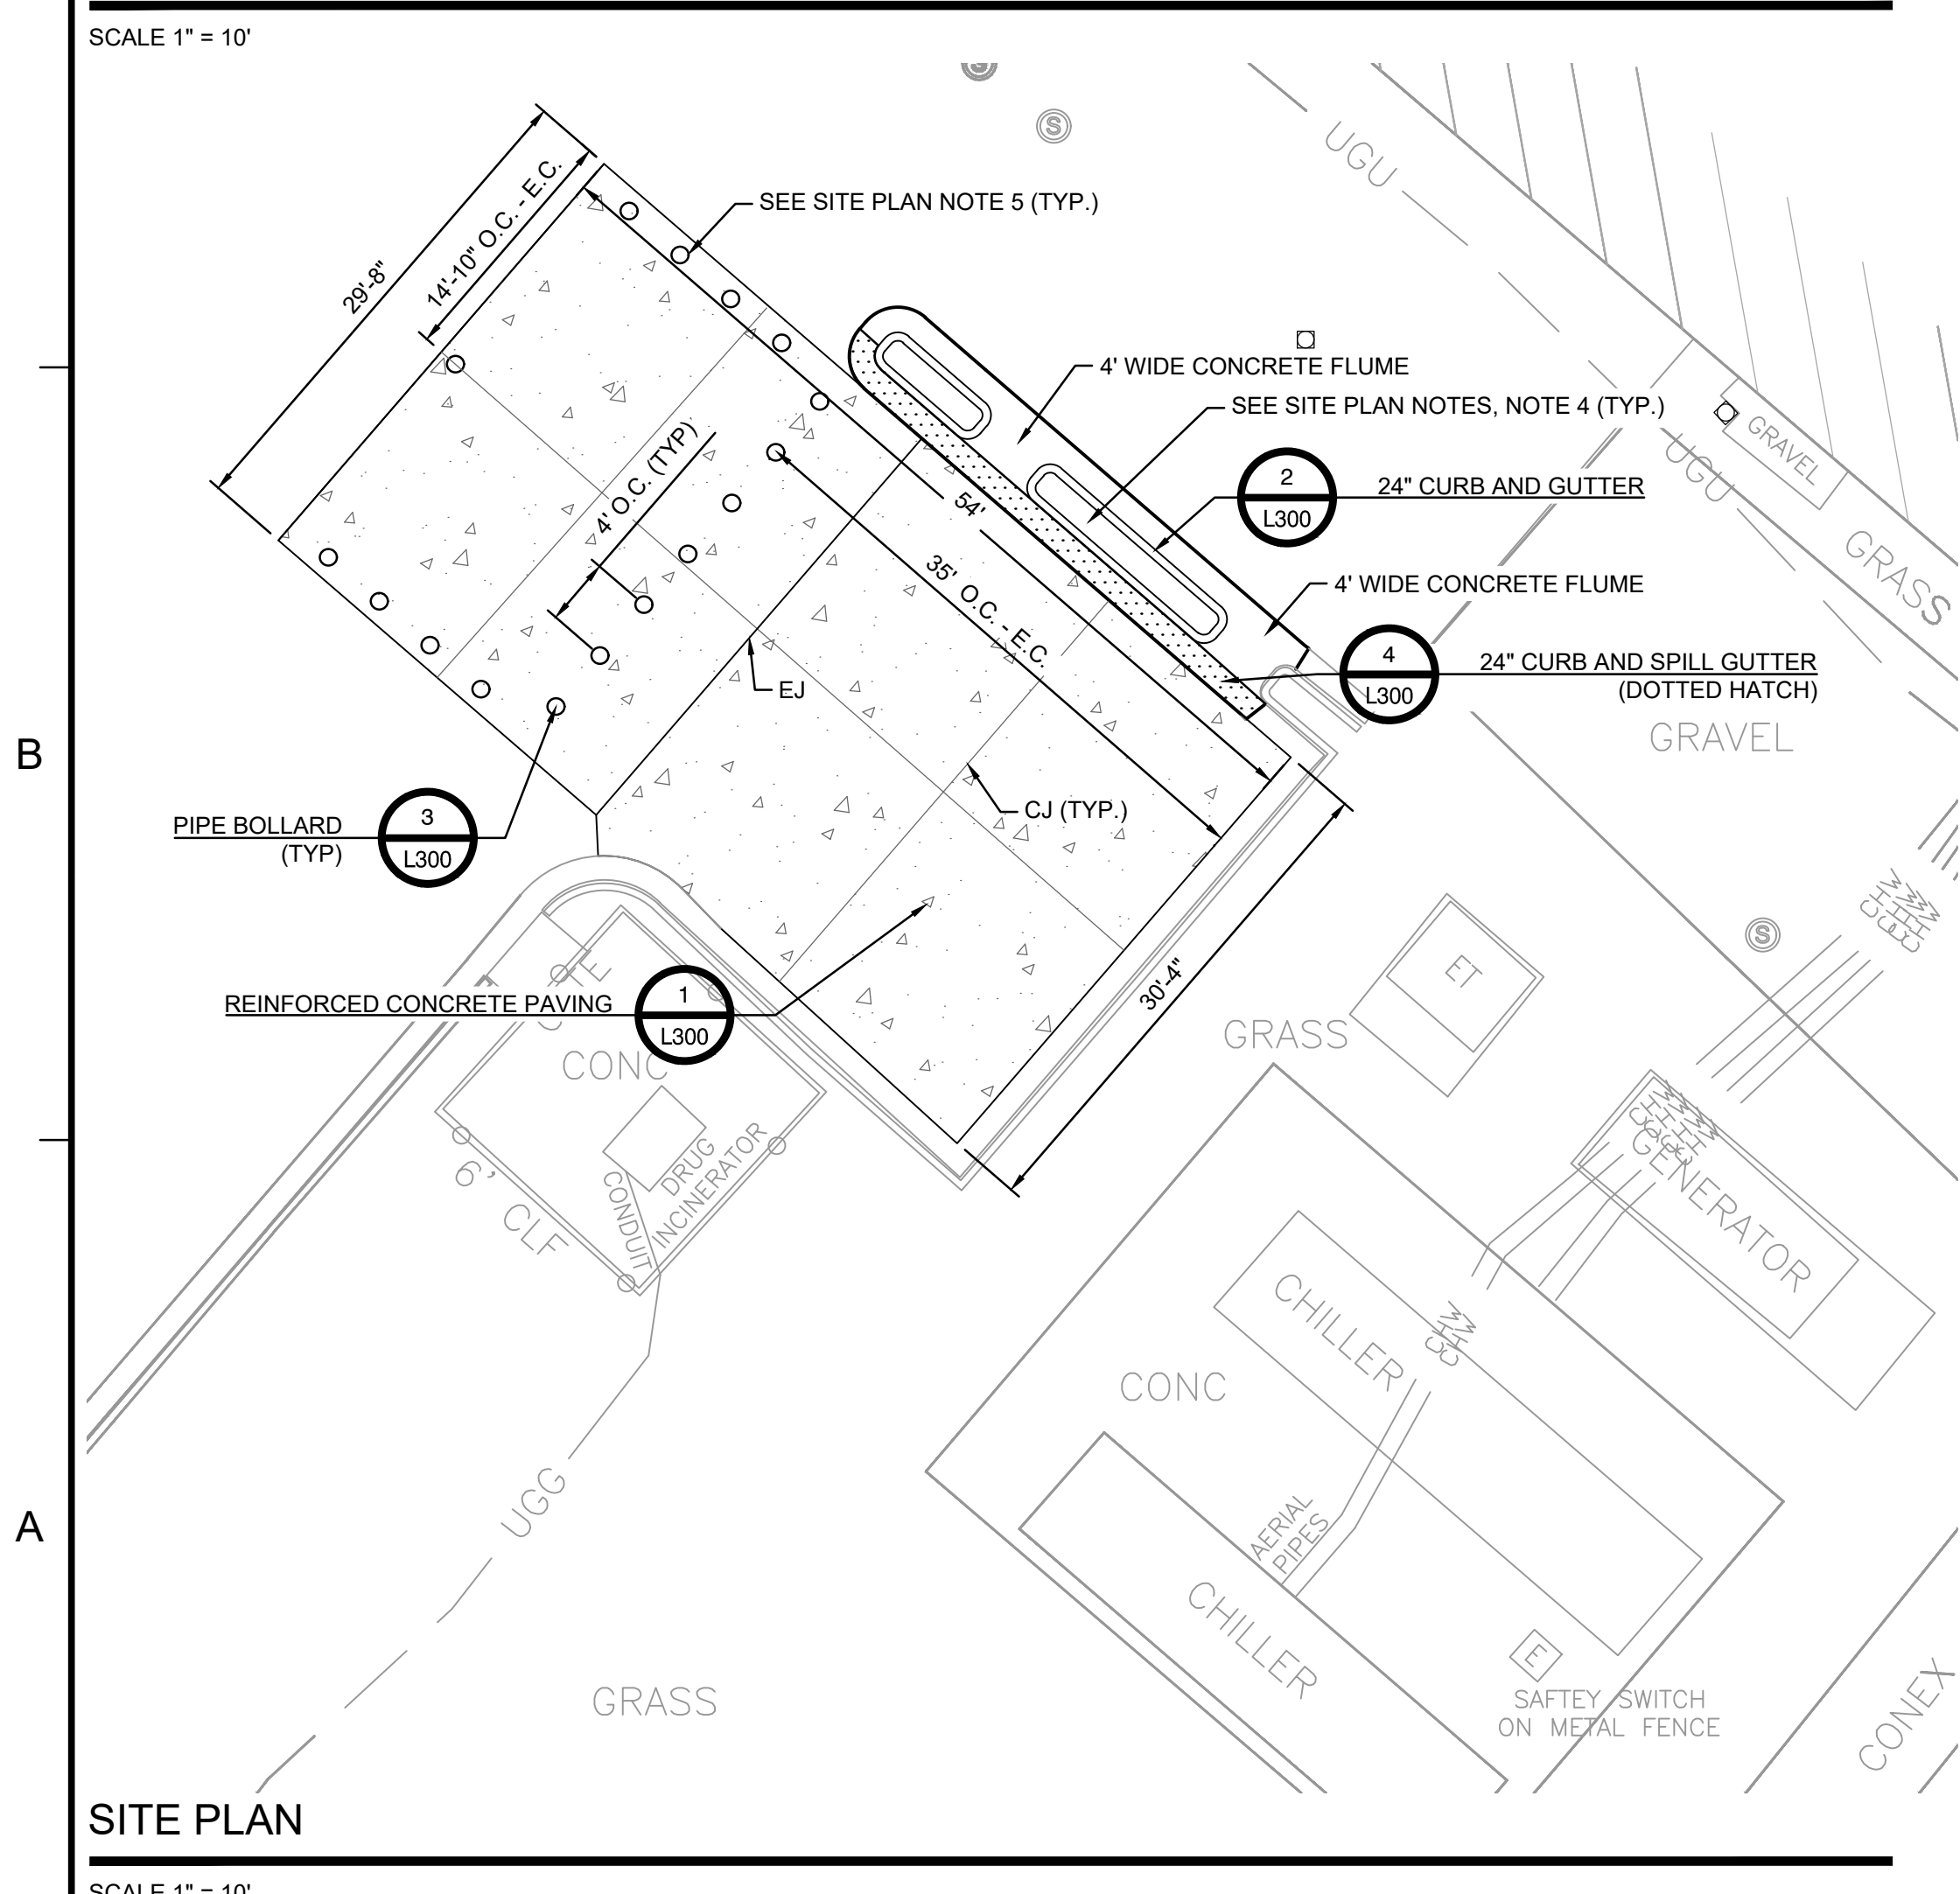 SCALE 1" = 10'
S
UGU
SEE SITE PLAN NOTE 5 (TYP.)
29'-8"
14'-10" O.C. - E.C.
4' WIDE CONCRETE FLUME
SEE SITE PLAN NOTES, NOTE 4 (TYP.)
GRAVEL
UGU
4' O.C. (TYP)
54'
2
L300
24" CURB AND GUTTER
GRASS
35' O.C. - E.C.
4' WIDE CONCRETE FLUME
4
L300
24" CURB AND SPILL GUTTER
(DOTTED HATCH)
EJ
GRAVEL
B
PIPE BOLLARD
(TYP)
3
L300
CJ (TYP.)
CHW
S
30'-4"
ET
REINFORCED CONCRETE PAVING
1
L300
GRASS
CONC
DRUG
INCINERATOR
CONDUIT
6' CLF
CHW
GENERATOR
CHILLER
CHW
CONC
UGG
A
AERIAL
PIPES
CHILLER
E
SAFTEY SWITCH
ON METAL FENCE
CONEX
GRASS
SITE PLAN
SCALE 1" = 10'